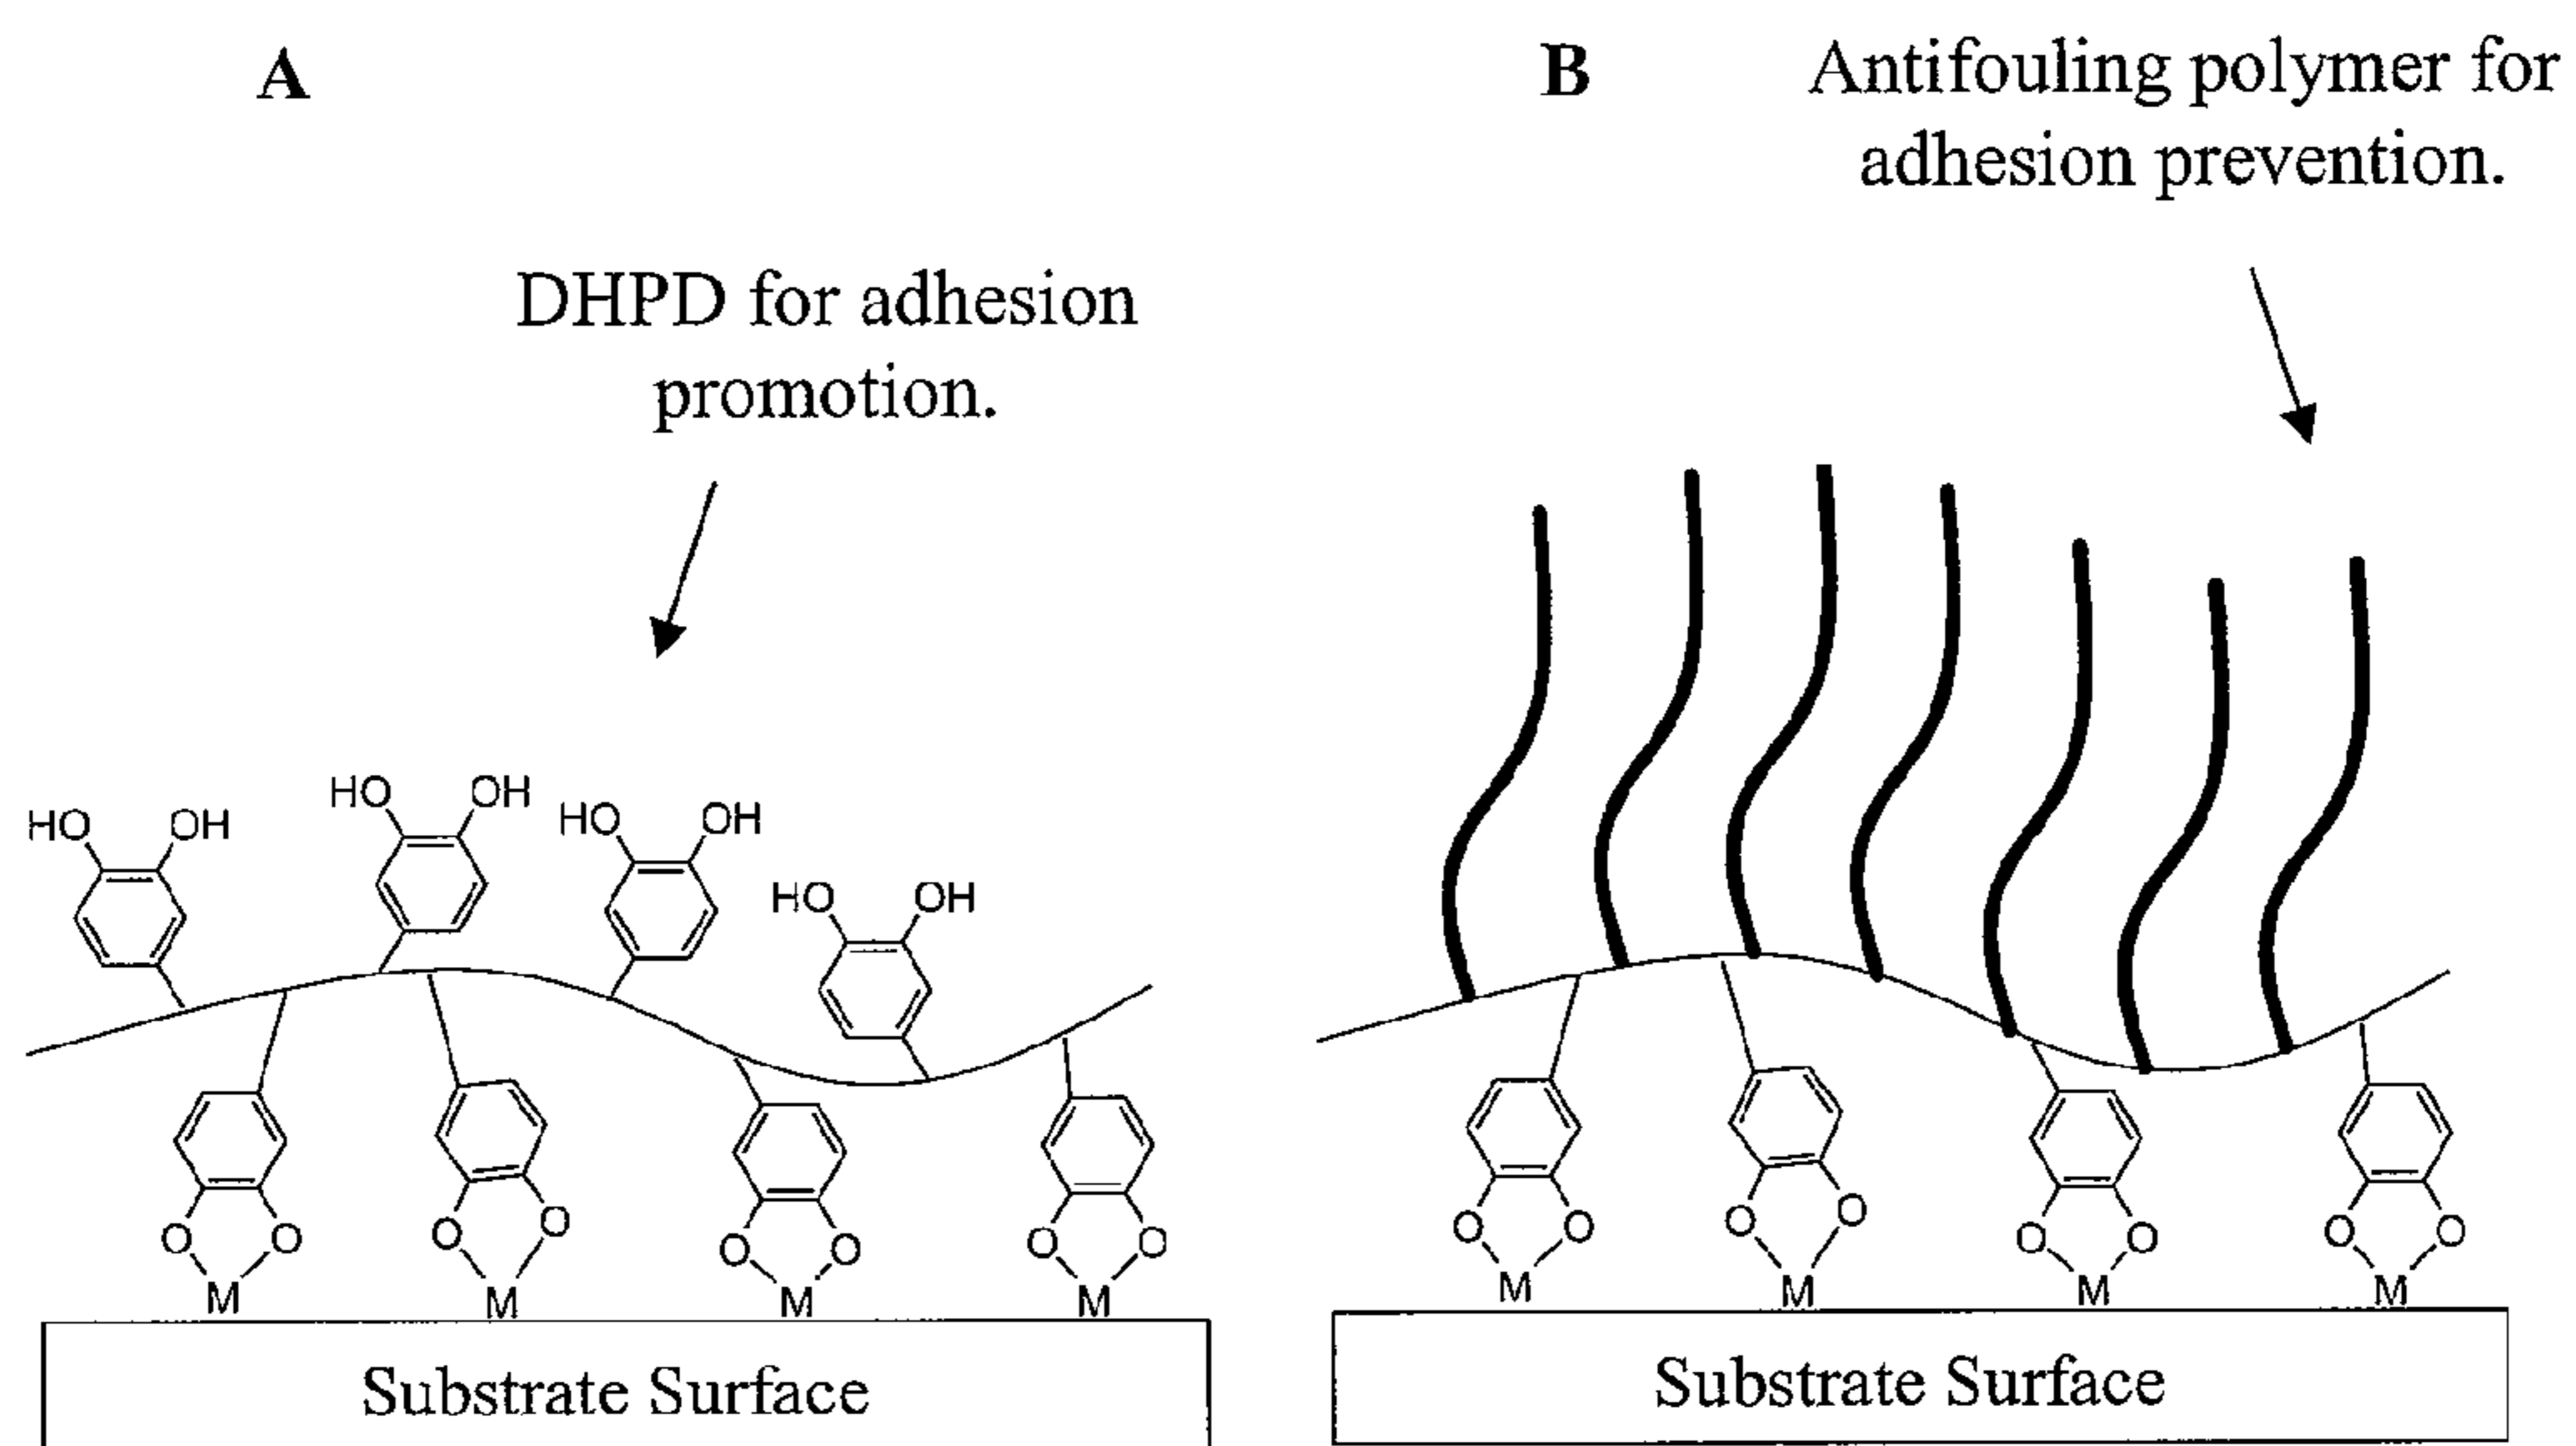 A
B
Antifouling polymer for
adhesion prevention.
DHPD for adhesion
promotion.
HO OH HO OH HO OH HO OH
O O O O O O O O
M M M M
Substrate Surface
O O O O O O O O
M M M M
Substrate Surface